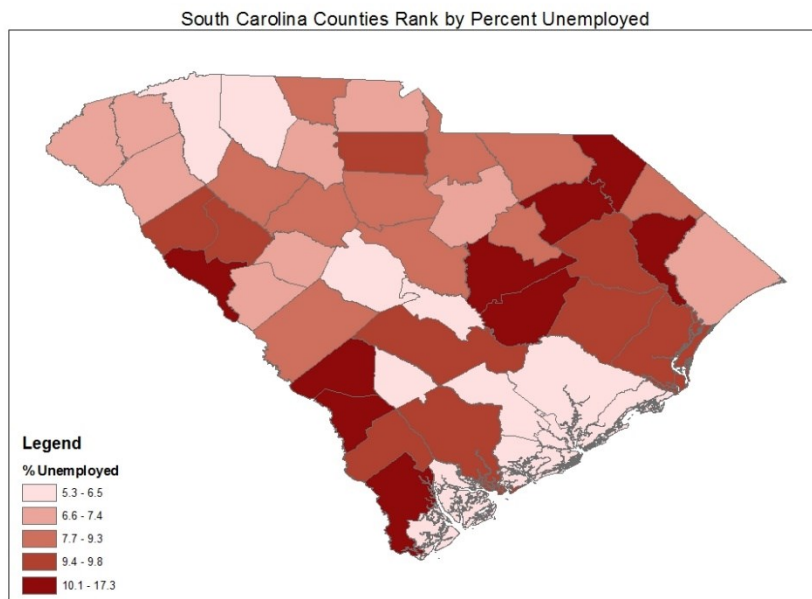 South Carolina Counties Rank by Percent Unemployed
Legend
% Unemployed
5.3 - 6.5
6.6 - 7.4
7.7 - 9.3
9.4 - 9.8
10.1 - 17.3